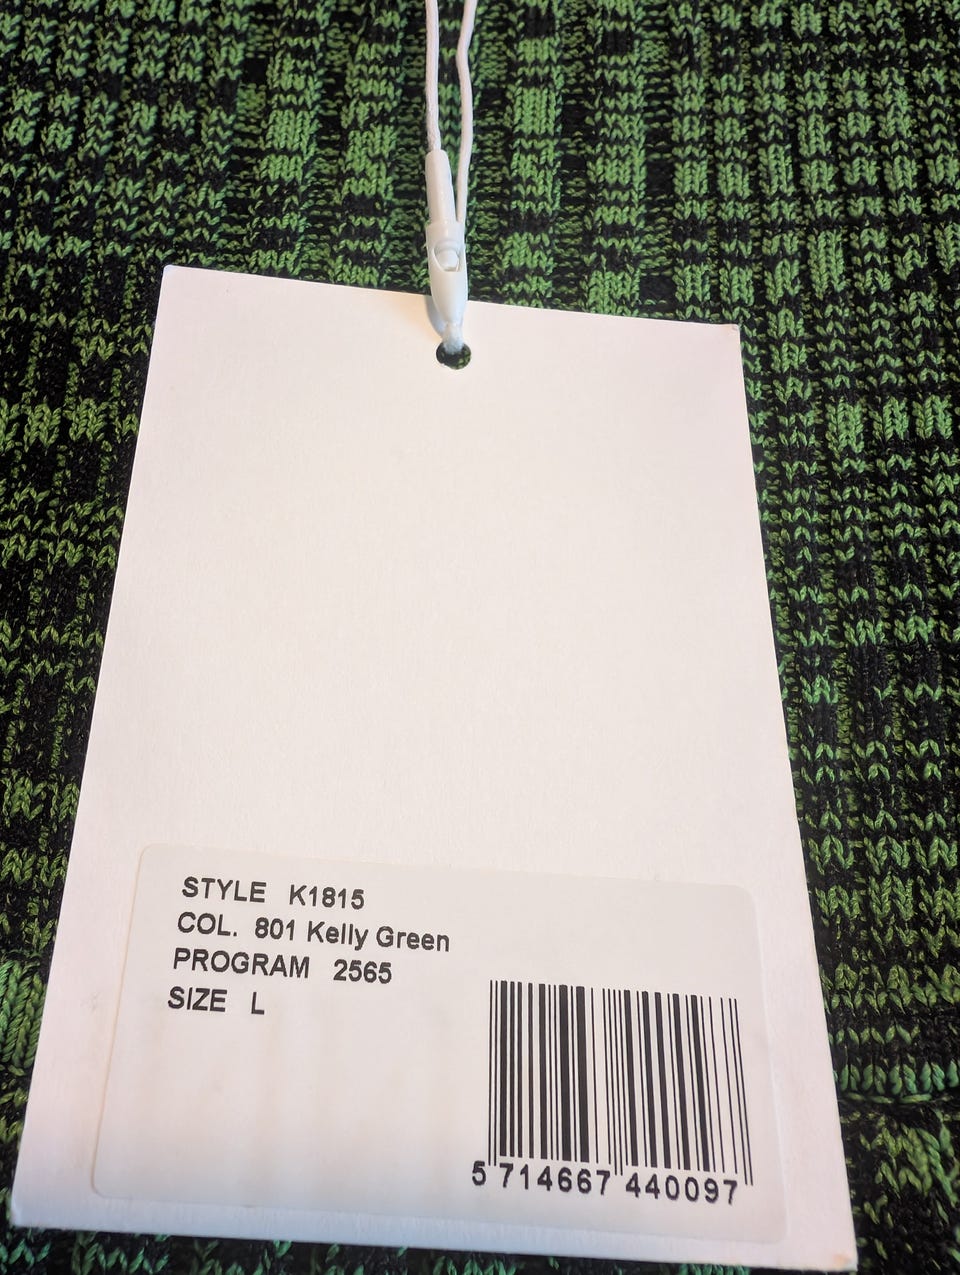 STYLE K1815
COL. 801 Kelly Green
PROGRAM 2565
SIZE L
5 714667 440097